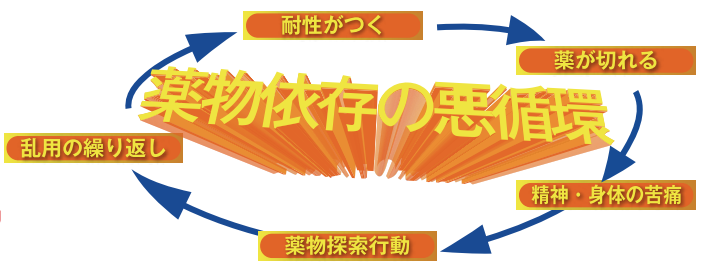 耐性がつく
薬が切れる
薬物依存の悪循環
乱用の繰り返し
精神・身体の苦痛
薬物探索行動